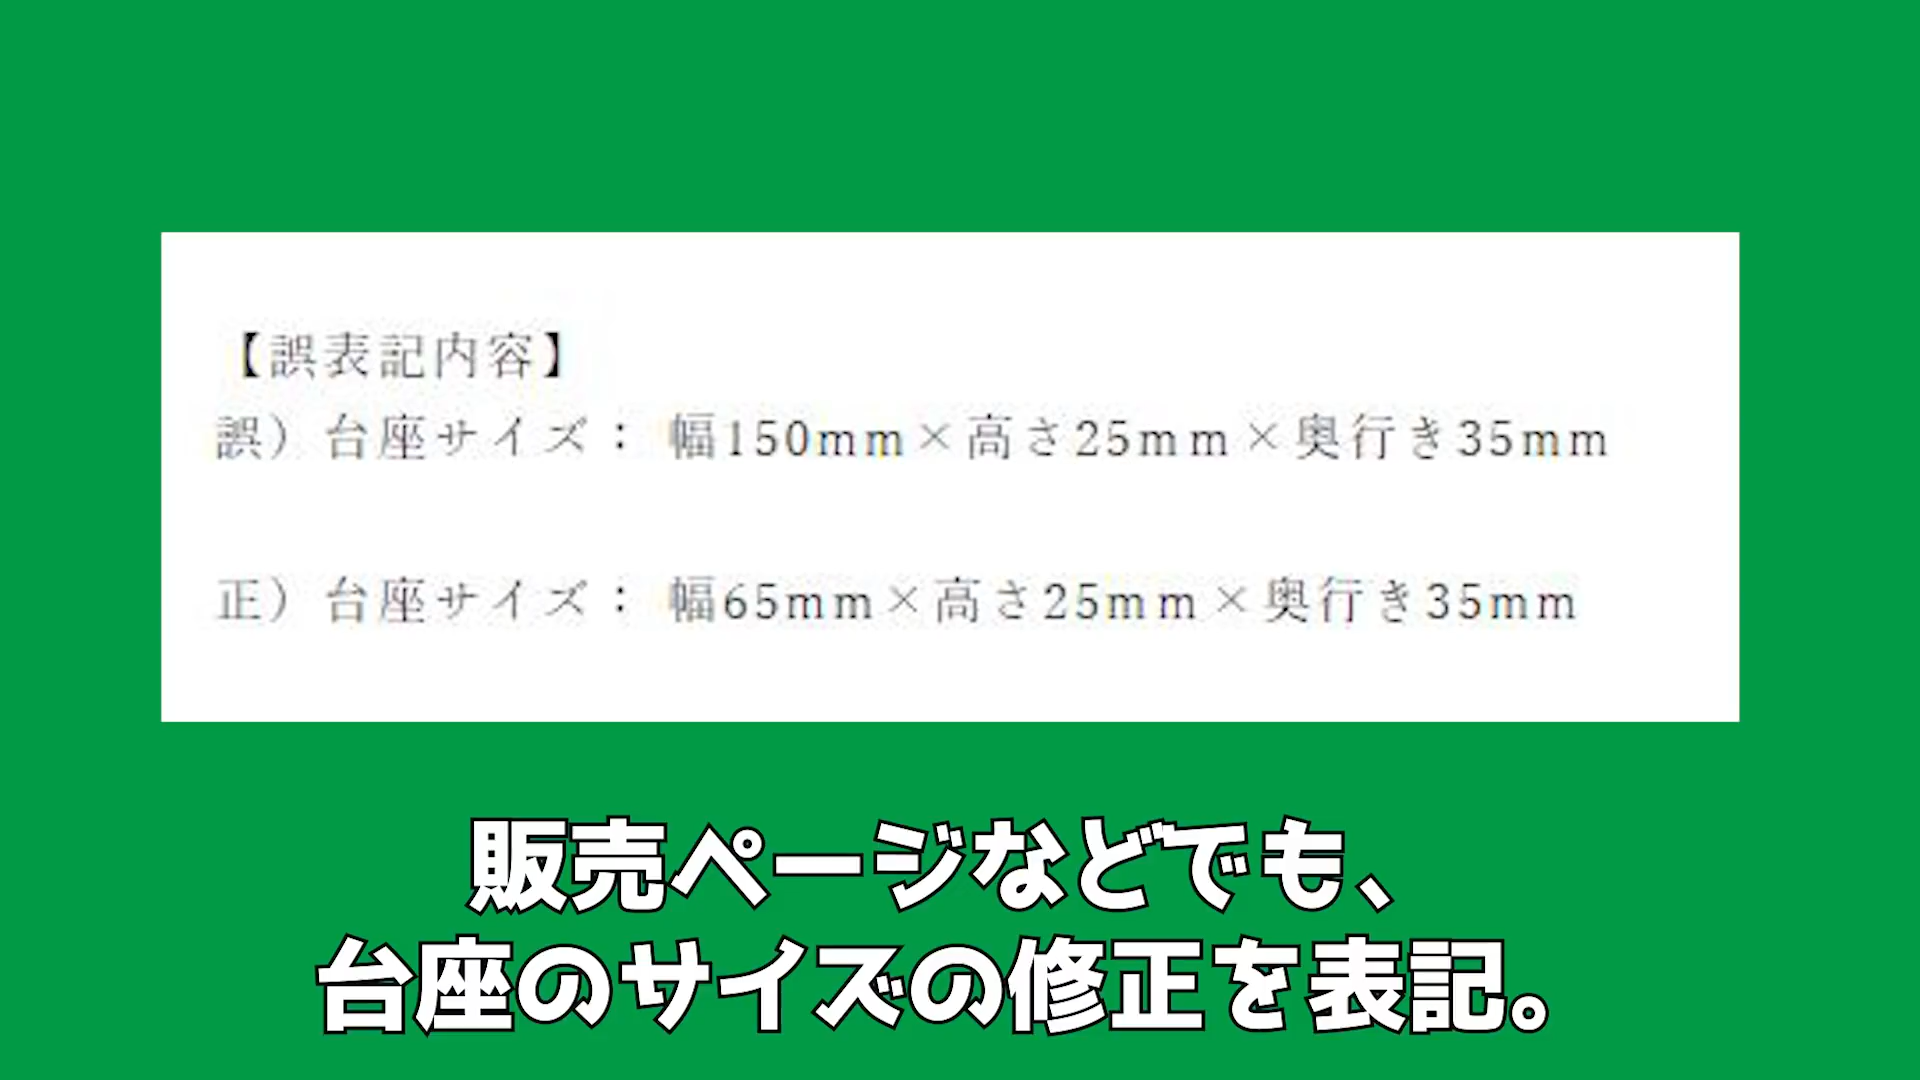 【誤表記内容】
誤）台座サイズ： 幅150mm×高さ25mm×奥行き35mm
正）台座サイズ： 幅65mm×高さ25mm×奥行き35mm
販売ページなどでも、
台座のサイズの修正を表記。